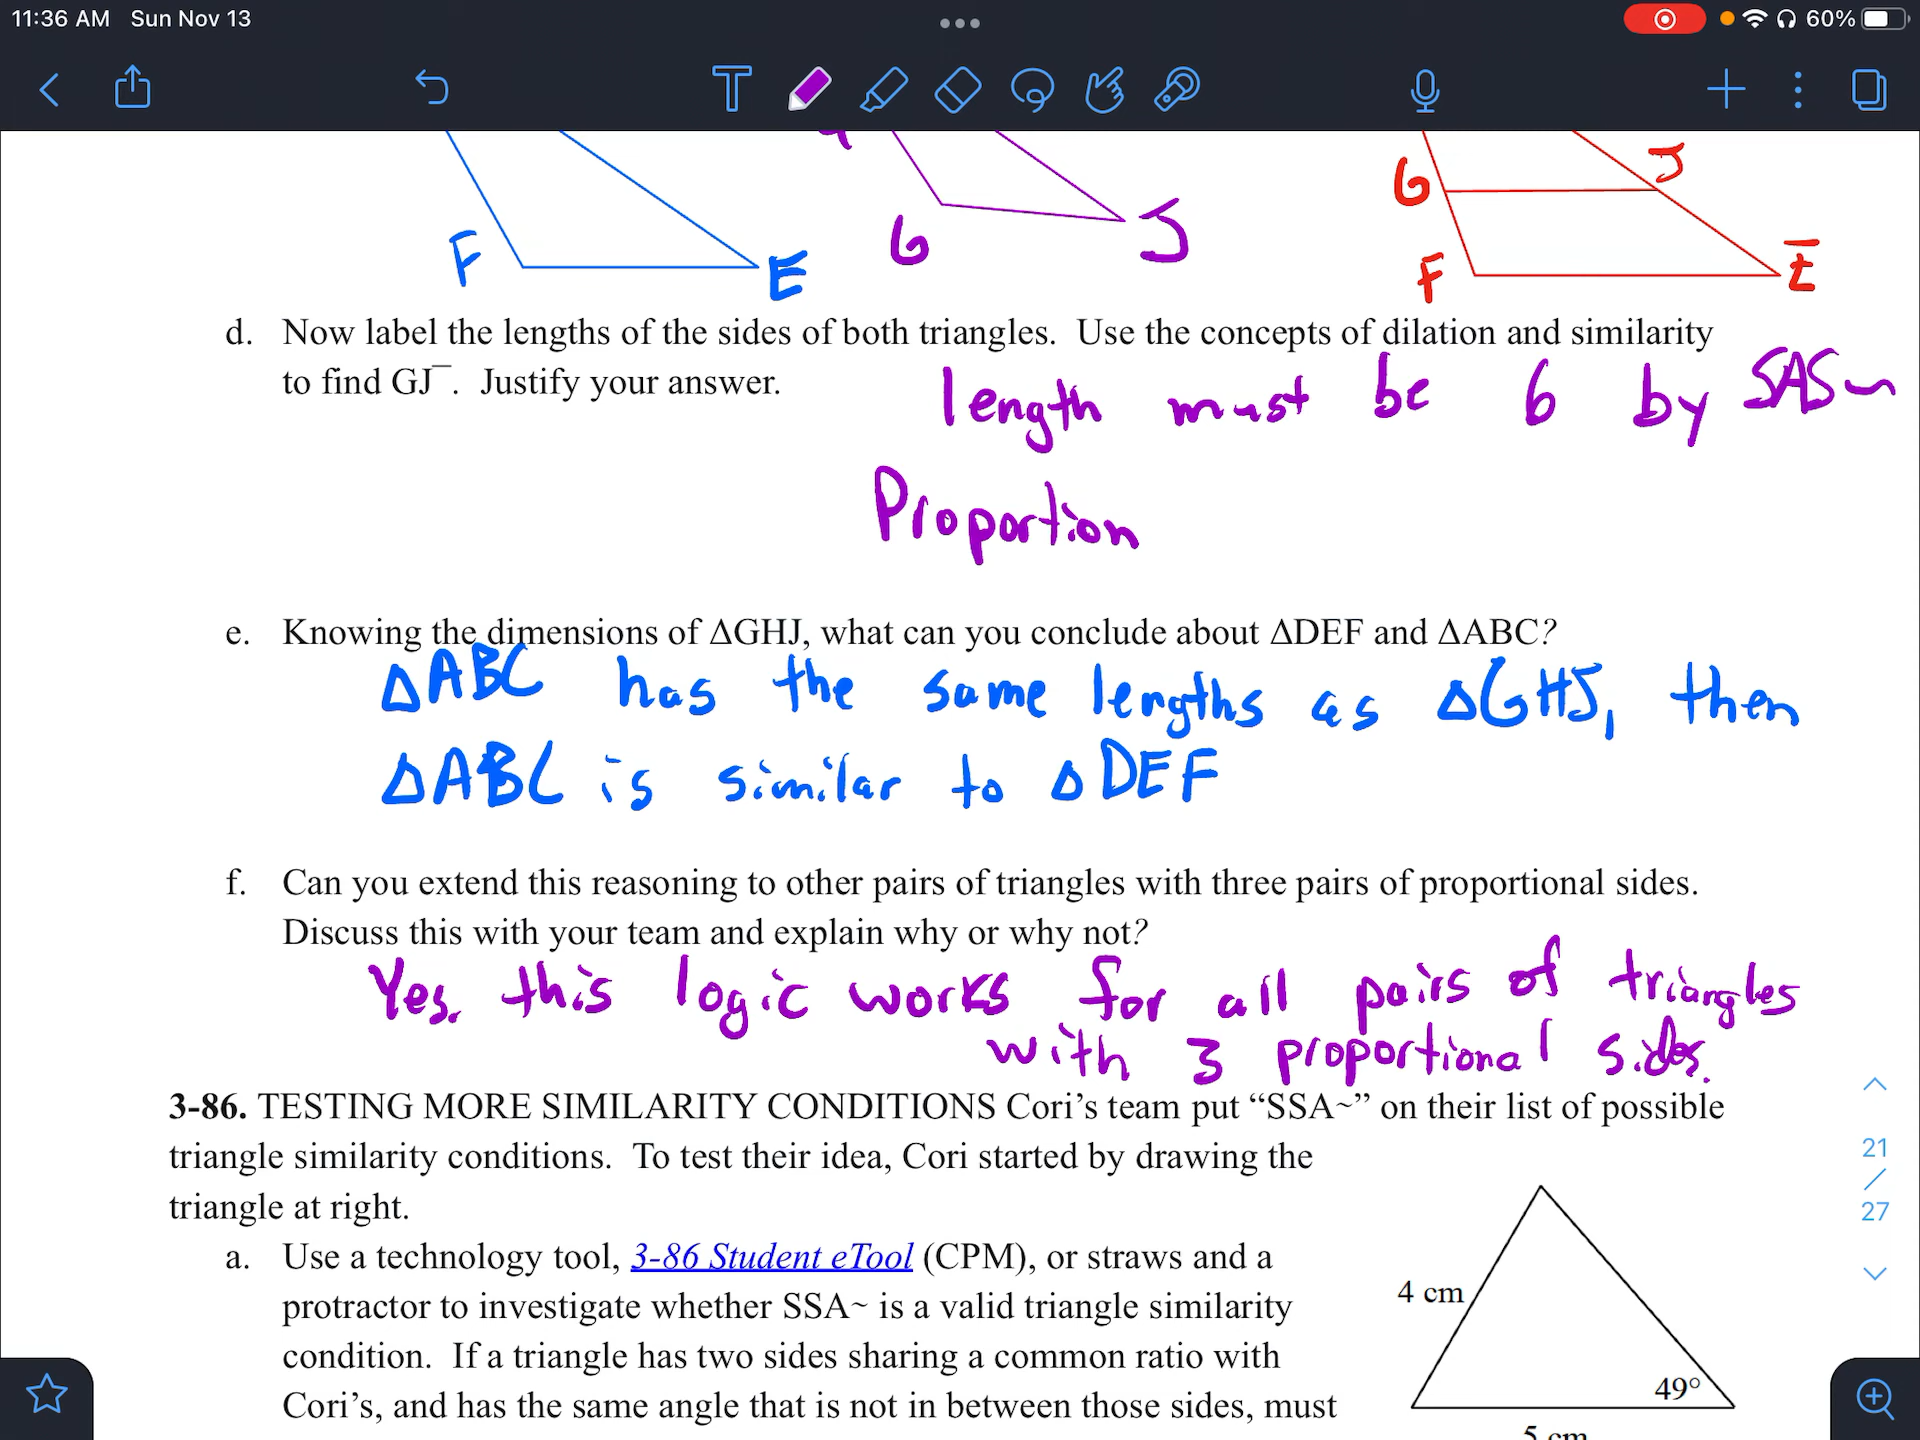 11:36 AM Sun Nov 13
60%
G
J
F
E
G
J
F
E
d. Now label the lengths of the sides of both triangles. Use the concepts of dilation and similarity
to find GJ¯. Justify your answer.
length must be 6 by SAS~
Proportion
e. Knowing the dimensions of ΔGHJ, what can you conclude about ΔDEF and ΔABC?
ΔABC has the same lengths as ΔGHJ, then
ΔABC is similar to ΔDEF
f. Can you extend this reasoning to other pairs of triangles with three pairs of proportional sides.
Discuss this with your team and explain why or why not?
Yes. this logic works for all pairs of triangles
with 3 proportional sides.
3-86. TESTING MORE SIMILARITY CONDITIONS Cori's team put “SSA~” on their list of possible
triangle similarity conditions. To test their idea, Cori started by drawing the
triangle at right.
a. Use a technology tool, 3-86 Student eTool (CPM), or straws and a
protractor to investigate whether SSA~ is a valid triangle similarity
condition. If a triangle has two sides sharing a common ratio with
Cori's, and has the same angle that is not in between those sides, must
4 cm
49°
5 cm
21
/
27